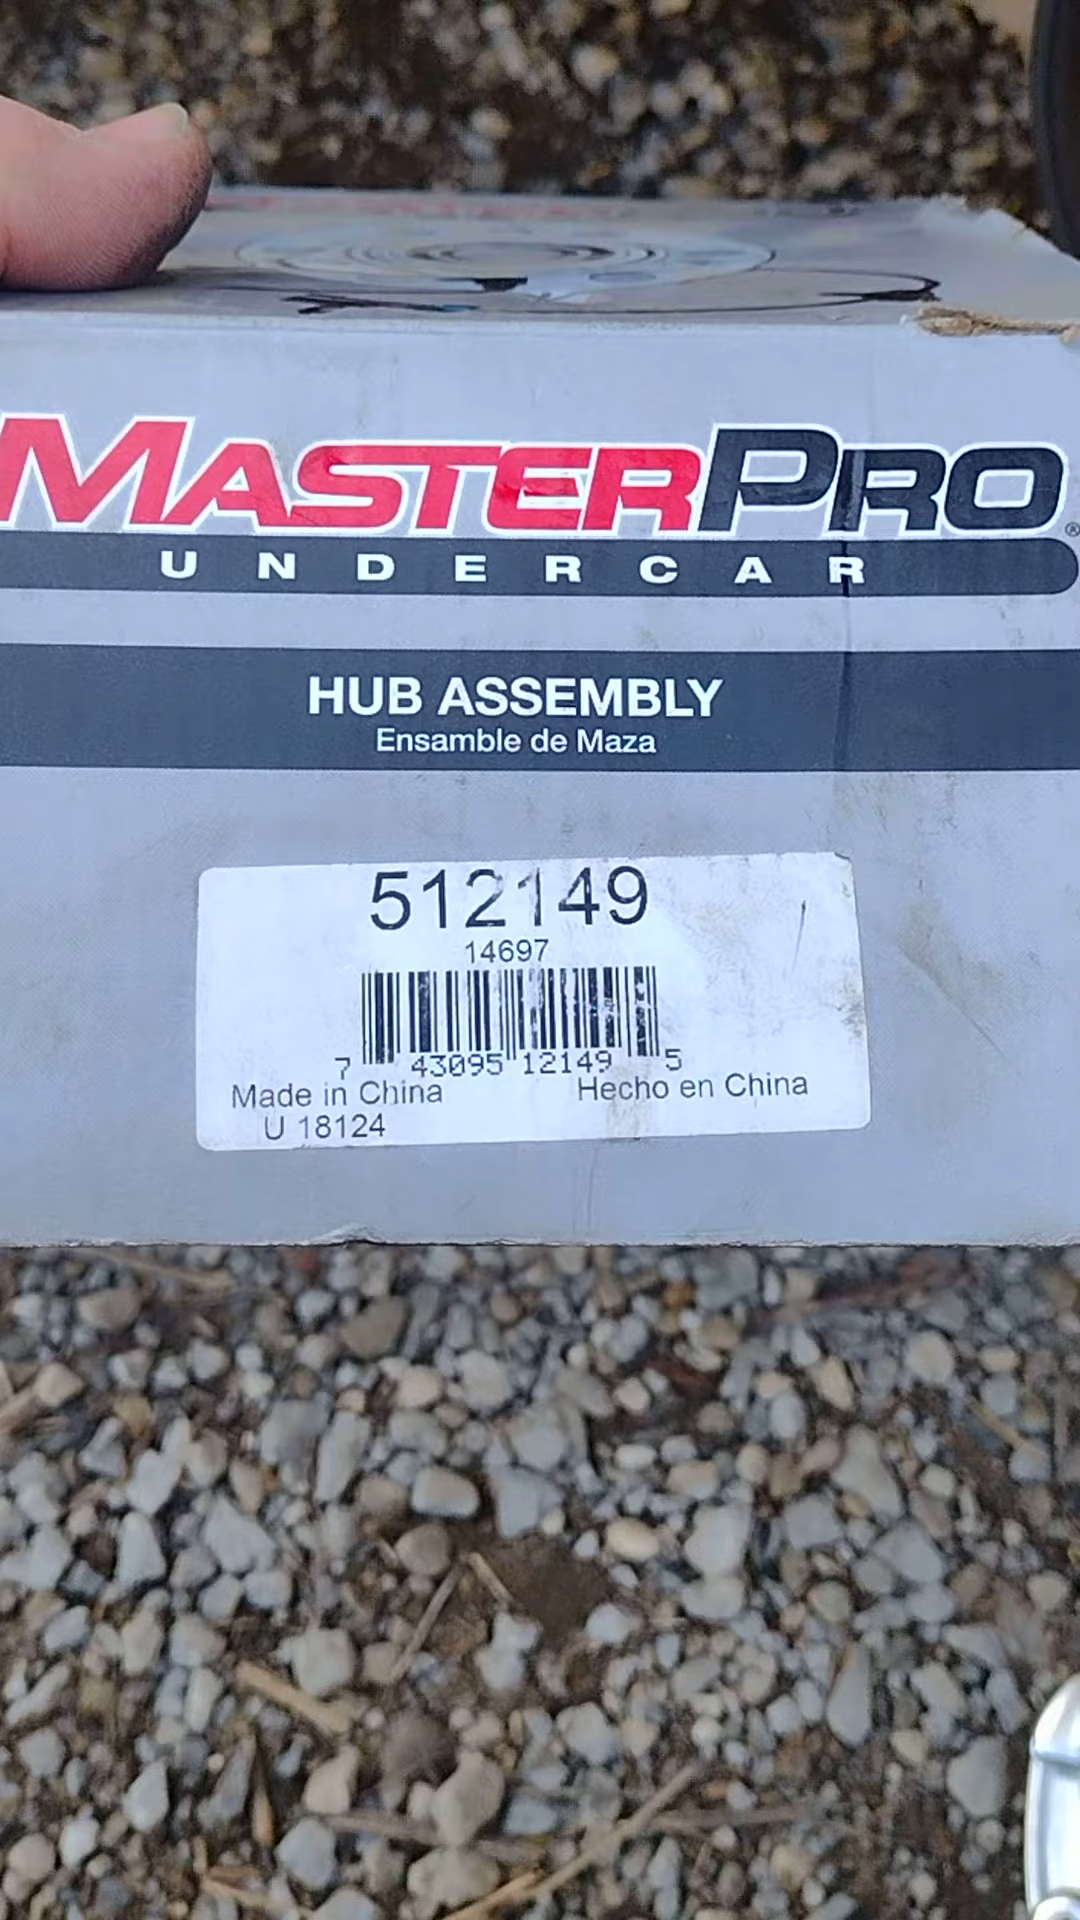 MASTERPRO®
UNDERCAR
HUB ASSEMBLY
Ensamble de Maza
512149
14697
7 43095 12149 5
Made in China Hecho en China
U 18124